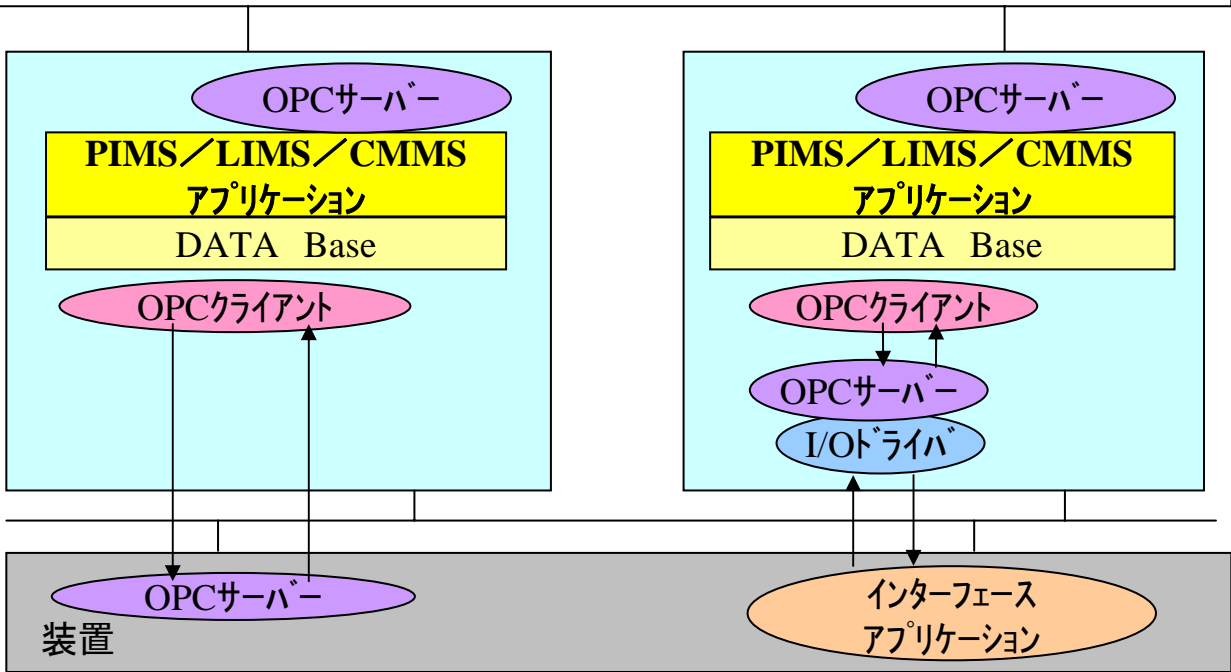 OPCサーバー
PIMS／LIMS／CMMS
アプリケーション
DATA Base
OPCクライアント
OPCサーバー
PIMS／LIMS／CMMS
アプリケーション
DATA Base
OPCクライアント
OPCサーバー
I/Oドライバ
OPCサーバー
装置
インターフェース
アプリケーション